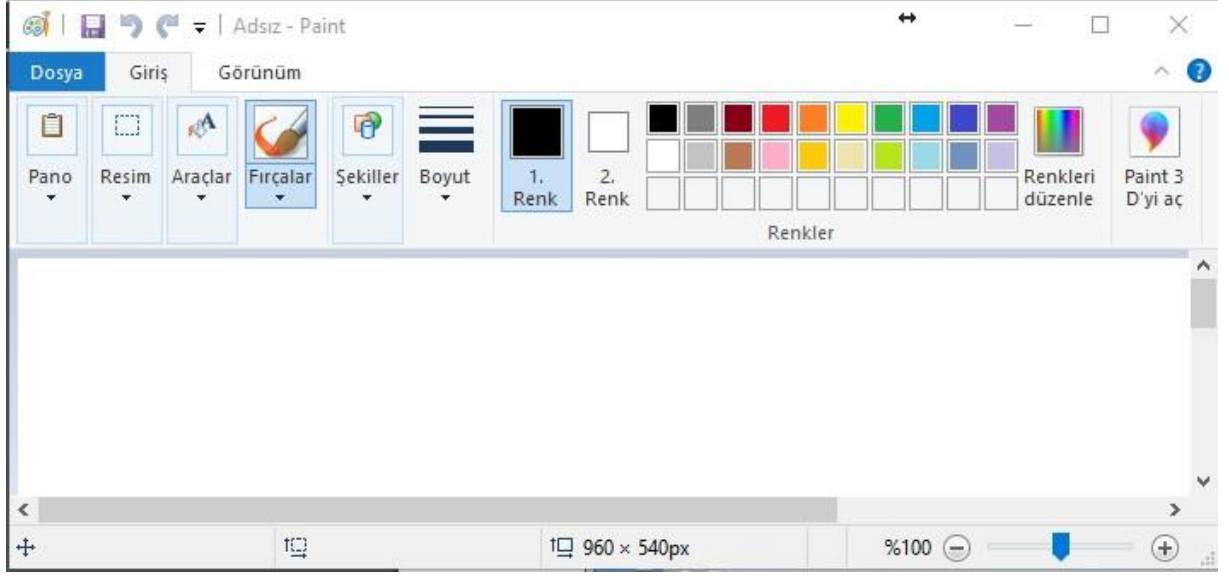 Adsız - Paint
Dosya Giriş Görünüm
Pano Resim Araçlar Fırçalar Şekiller Boyut 1. Renk 2. Renk Renkleri düzenle Paint 3 D'yi aç
Renkler
960 × 540px %100